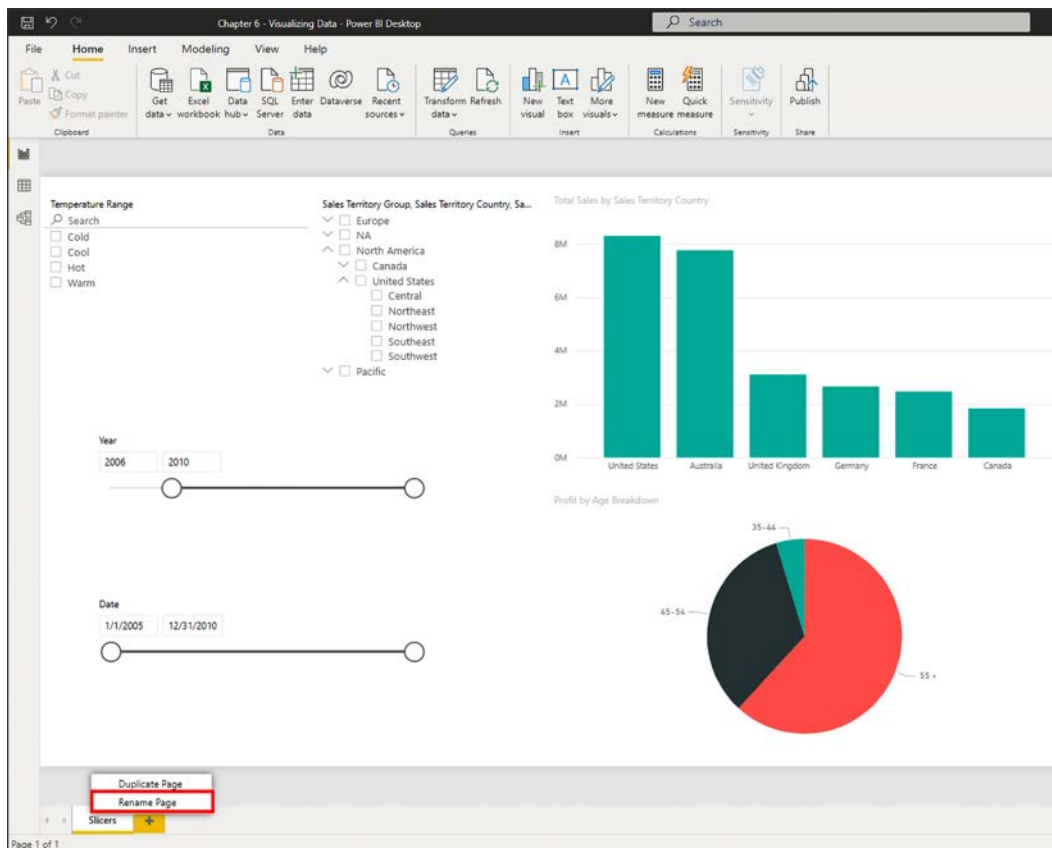 Chapter 6 - Visualizing Data - Power BI Desktop
Search
File Home Insert Modeling View Help
Paste
Cut
Copy
Format painter
Clipboard
Get data
Excel workbook
Data hub
SQL Server
Enter data
Dataverse
Recent sources
Data
Transform data
Refresh
Queries
New visual
Text box
More visuals
Insert
New measure
Quick measure
Calculations
Sensitivity
Sensitivity
Publish
Share
Temperature Range
Search
Cold
Cool
Hot
Warm
Sales Territory Group, Sales Territory Country, Sa...
Europe
NA
North America
Canada
United States
Central
Northeast
Northwest
Southeast
Southwest
Pacific
Total Sales by Sales Territory Country
8M
6M
4M
2M
0M
United States Australia United Kingdom Germany France Canada
Year
2006 2010
Profit by Age Breakdown
35-44
45-54
55 +
Date
1/1/2005 12/31/2010
Duplicate Page
Rename Page
Slicers +
Page 1 of 1